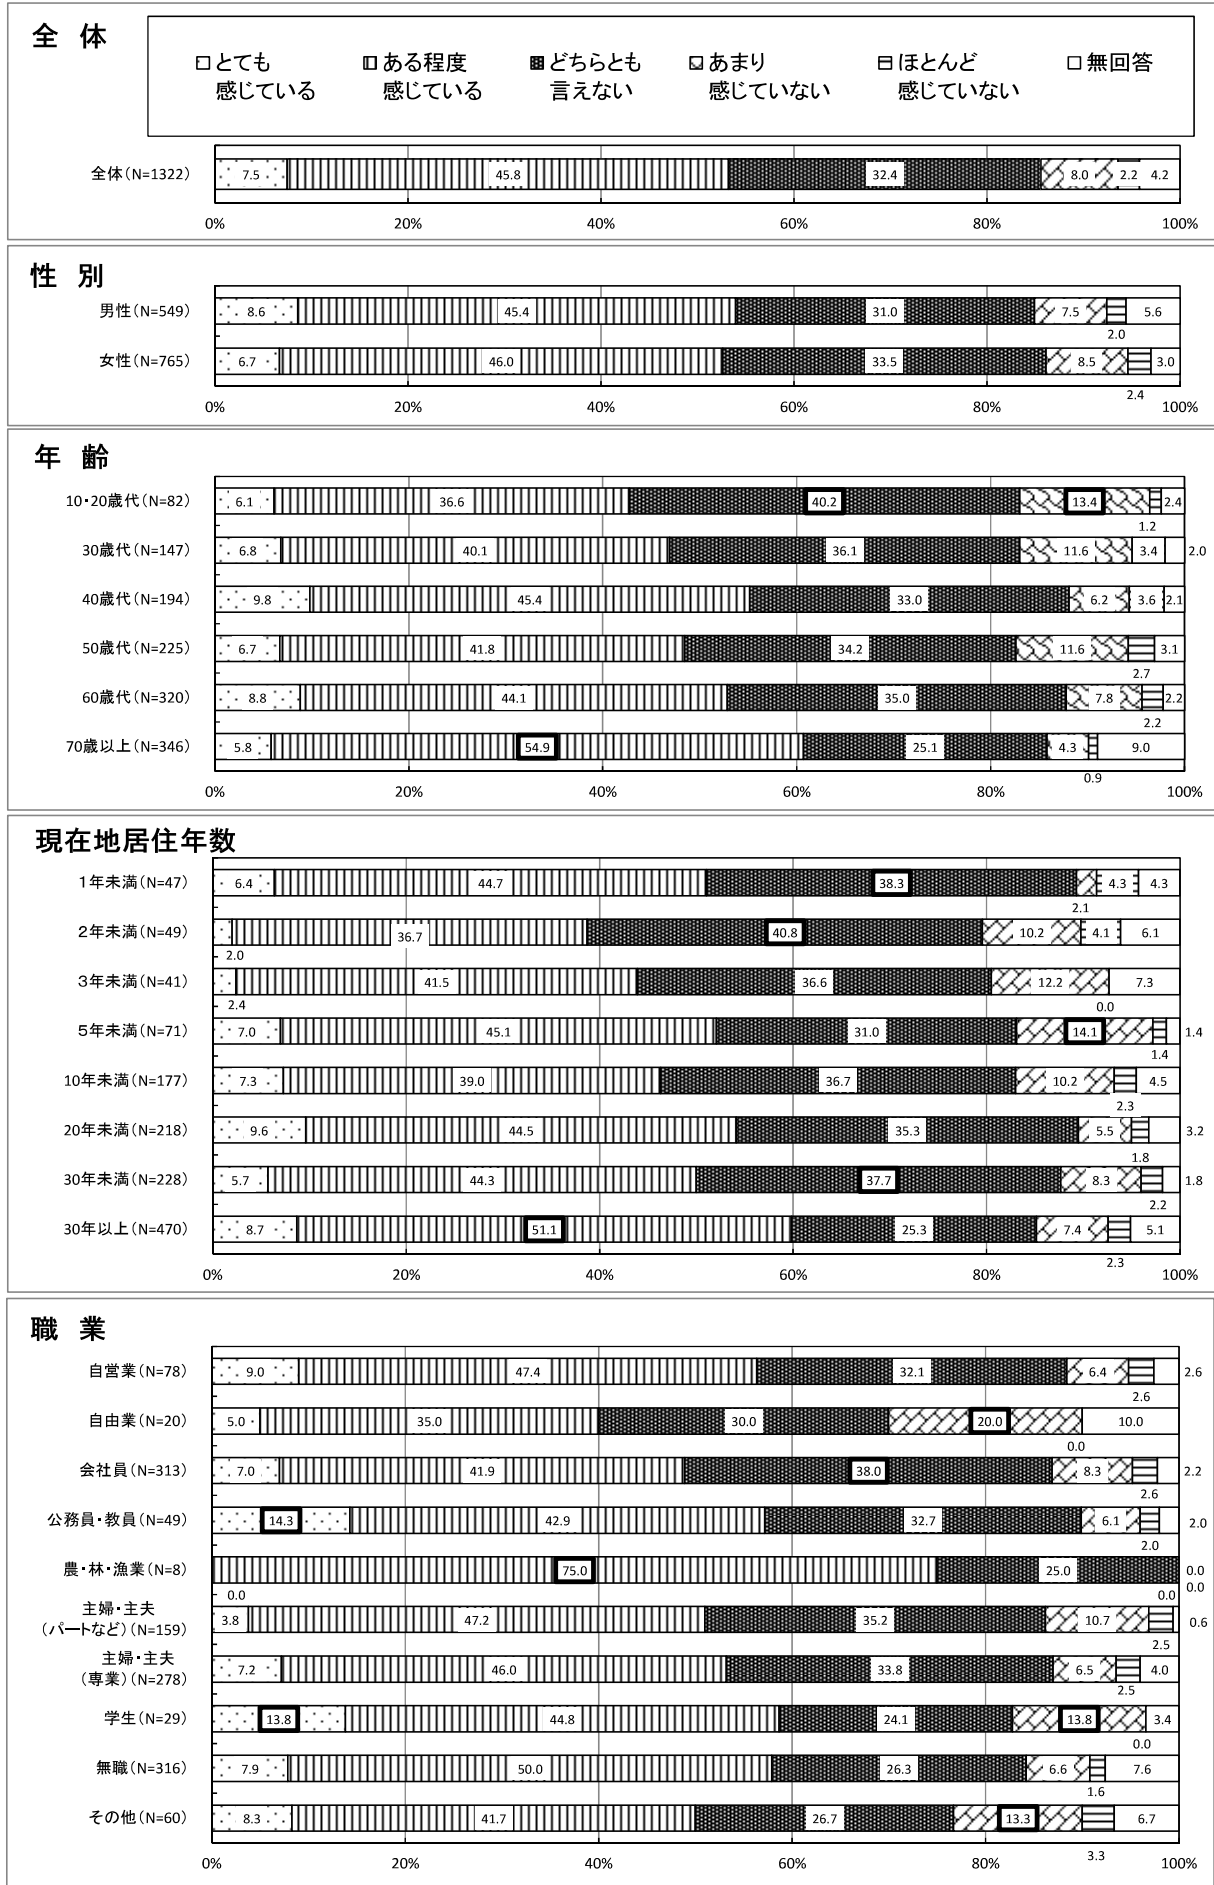 全 体
とても
感じている
ある程度
感じている
どちらとも
言えない
あまり
感じていない
ほとんど
感じていない
無回答
全体(N=1322) 7.5 45.8 32.4 8.0 2.2 4.2
0% 20% 40% 60% 80% 100%
性 別
男性(N=549) 8.6 45.4 31.0 7.5 5.6
2.0
女性(N=765) 6.7 46.0 33.5 8.5 3.0
2.4
0% 20% 40% 60% 80% 100%
年 齢
10・20歳代(N=82) 6.1 36.6 40.2 13.4 2.4
1.2
30歳代(N=147) 6.8 40.1 36.1 11.6 3.4 2.0
40歳代(N=194) 9.8 45.4 33.0 6.2 3.6 2.1
50歳代(N=225) 6.7 41.8 34.2 11.6 3.1
2.7
60歳代(N=320) 8.8 44.1 35.0 7.8 2.2
2.2
70歳以上(N=346) 5.8 54.9 25.1 4.3 9.0
0.9
0% 20% 40% 60% 80% 100%
現在地居住年数
1年未満(N=47) 6.4 44.7 38.3 4.3 4.3
2.1
2年未満(N=49) 36.7 40.8 10.2 4.1 6.1
2.0
3年未満(N=41) 41.5 36.6 12.2 7.3
2.4 0.0
5年未満(N=71) 7.0 45.1 31.0 14.1 1.4
1.4
10年未満(N=177) 7.3 39.0 36.7 10.2 4.5
2.3
20年未満(N=218) 9.6 44.5 35.3 5.5 3.2
1.8
30年未満(N=228) 5.7 44.3 37.7 8.3 1.8
2.2
30年以上(N=470) 8.7 51.1 25.3 7.4 5.1
2.3
0% 20% 40% 60% 80% 100%
職 業
自営業(N=78) 9.0 47.4 32.1 6.4 2.6
2.6
自由業(N=20) 5.0 35.0 30.0 20.0 10.0
0.0
会社員(N=313) 7.0 41.9 38.0 8.3 2.2
2.6
公務員・教員(N=49) 14.3 42.9 32.7 6.1 2.0
2.0
農・林・漁業(N=8) 75.0 25.0 0.0
0.0 0.0 0.0
主婦・主夫
(パートなど)(N=159) 3.8 47.2 35.2 10.7 0.6
2.5
主婦・主夫
(専業)(N=278) 7.2 46.0 33.8 6.5 4.0
2.5
学生(N=29) 13.8 44.8 24.1 13.8 3.4
0.0
無職(N=316) 7.9 50.0 26.3 6.6 7.6
1.6
その他(N=60) 8.3 41.7 26.7 13.3 6.7
3.3
0% 20% 40% 60% 80% 100%